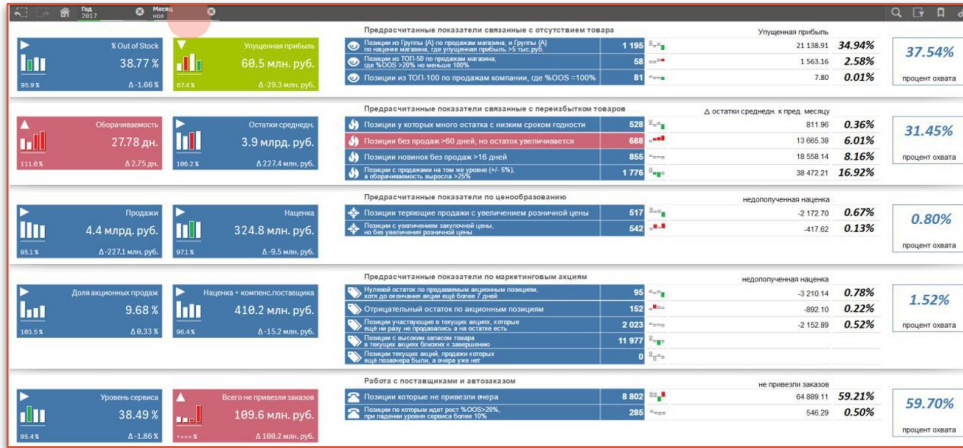 Год
2017
Месяц
ноя
Предрасчитанные показатели связанные с отсутствием товара
Упущенная прибыль
% Out of Stock
38.77 %
95.9 %
Δ-1.66 %
Упущенная прибыль
60.5 млн. руб.
67.4 %
Δ-29.3 млн. руб.
Позиции из Группы {A} по продажам магазина, и Группы {A}
по наценке магазина, где упущенная прибыль >5 тыс руб.
1 195
21 138.91
34.94%
Позиции из ТОП-50 по продажам магазина,
где %OOS >20% но меньше 100%
58
1 563.16
2.58%
Позиции из ТОП-100 по продажам компании, где %OOS =100%
81
7.80
0.01%
37.54%
процент охвата
Предрасчитанные показатели связанные с переизбытком товаров
Δ остатки среднедн. к пред. месяцу
Оборачиваемость
27.78 дн.
111.0 %
Δ 2.75 дн.
Остатки среднедн.
3.9 млрд. руб.
106.2 %
Δ 227.4 млн. руб.
Позиции у которых много остатка с низким сроком годности
528
811.96
0.36%
Позиции без продаж >60 дней, но остаток увеличивается
688
13 665.38
6.01%
Позиции новинок без продаж >16 дней
855
18 558.14
8.16%
Позиции с продажами на том же уровне (+/- 5%),
а оборачиваемость выросла >25%
1 776
38 472.21
16.92%
31.45%
процент охвата
Предрасчитанные показатели по ценообразованию
недополученная наценка
Продажи
4.4 млрд. руб.
95.1 %
Δ -227.1 млн. руб.
Наценка
324.8 млн. руб.
97.1 %
Δ -9.5 млн. руб.
Позиции теряющие продажи с увеличением розничной цены
517
-2 172.70
0.67%
Позиции с увеличением закупочной цены,
но без увеличения розничной цены
542
-417.62
0.13%
0.80%
процент охвата
Предрасчитанные показатели по маркетинговым акциям
недополученная наценка
Доля акционных продаж
9.68 %
103.5 %
Δ 0.33 %
Наценка + компенс.поставщика
410.2 млн. руб.
96.4 %
Δ -15.2 млн. руб.
Нулевой остаток по продаваемым акционным позициям,
хотя до окончания акции ещё более 7 дней
95
-3 210.14
0.78%
Отрицательный остаток по акционным позициям
152
-892.10
0.22%
Позиции участвующие в текущих акциях, которые
ещё ни разу не продавались а на остатке есть
2 023
-2 152.89
0.52%
Позиции с высоким запасом товара
в текущих акциях близких к завершению
11 977
Позиции текущих акций, продажи которых
ещё позавчера были, а вчера уже нет
0
1.52%
процент охвата
Работа с поставщиками и автозаказом
не привезли заказов
Уровень сервиса
38.49 %
95.4 %
Δ -1.86 %
Всего не привезли заказов
109.6 млн. руб.
Δ 100.2 млн. руб.
Позиции которые не привезли вчера
8 802
64 889.11
59.21%
Позиции по которым идет рост %OOS>20%,
при падении уровня сервиса более 10%
285
546.29
0.50%
59.70%
процент охвата